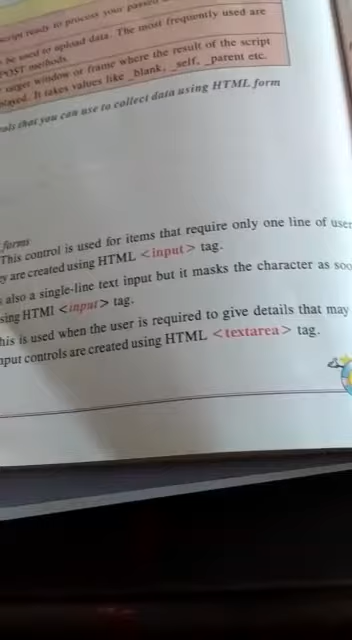 script ready to process your passed
be used to upload data. The most frequently used are
POST methods.
target window or frame where the result of the script
played. It takes values like _blank, _self, _parent etc.
ols that you can use to collect data using HTML form
forms
This control is used for items that require only one line of user
ey are created using HTML <input> tag.
also a single-line text input but it masks the character as soo
sing HTMl <input> tag.
his is used when the user is required to give details that may
nput controls are created using HTML <textarea> tag.